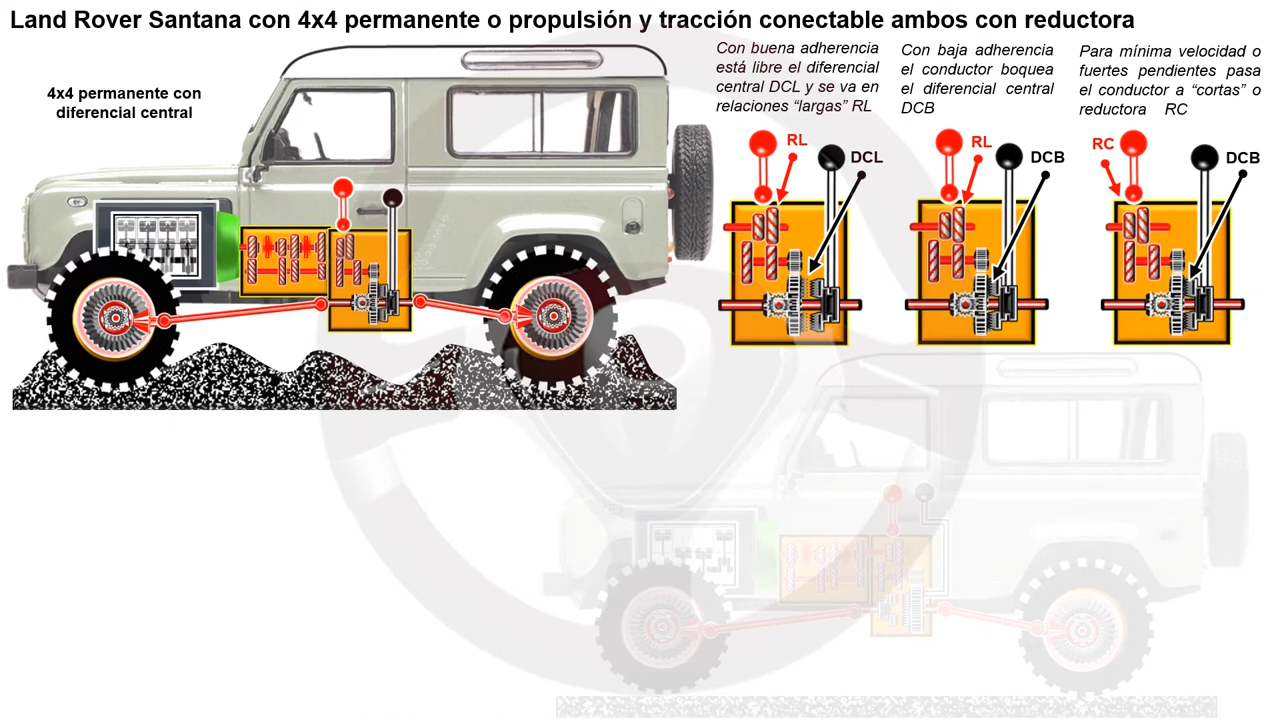 Land Rover Santana con 4x4 permanente o propulsión y tracción conectable ambos con reductora
4x4 permanente con
diferencial central
Con buena adherencia
está libre el diferencial
central DCL y se va en
relaciones “largas” RL
Con baja adherencia
el conductor boquea
el diferencial central
DCB
Para mínima velocidad o
fuertes pendientes pasa
el conductor a “cortas” o
reductora RC
RL
DCL
RL
DCB
RC
DCB